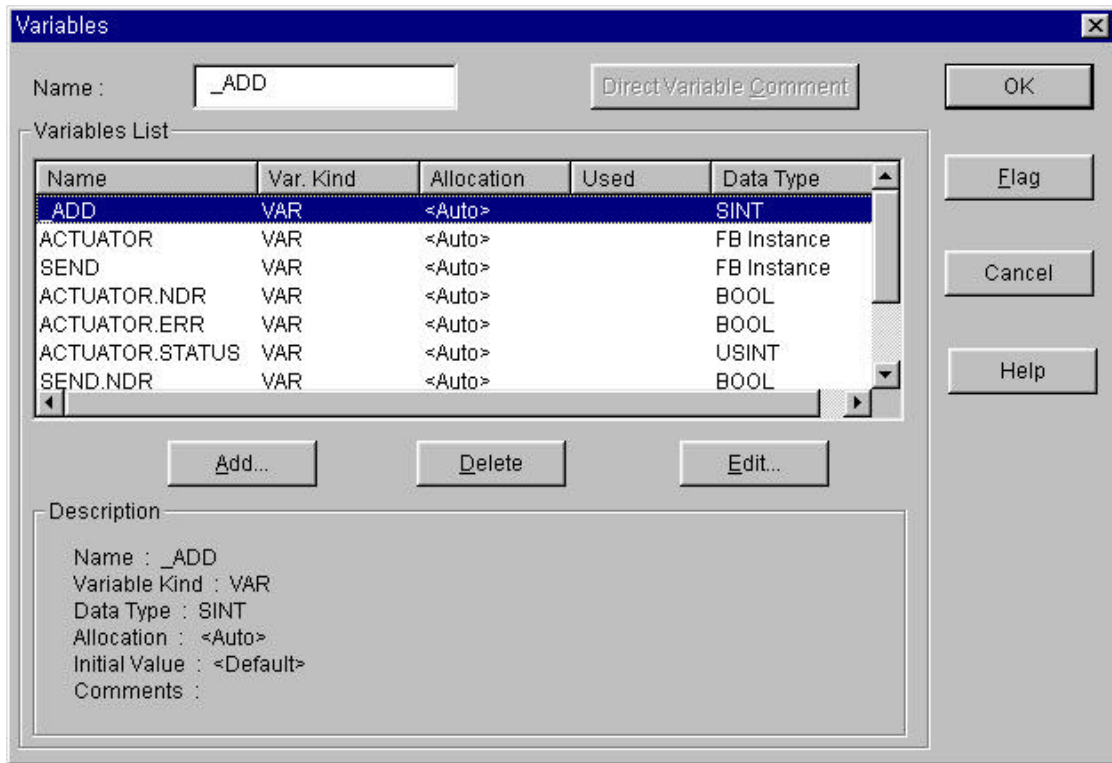 Variables
Name : _ADD Direct Variable Comment OK
Variables List
Name Var. Kind Allocation Used Data Type Flag
_ADD VAR <Auto> SINT
ACTUATOR VAR <Auto> FB Instance
SEND VAR <Auto> FB Instance Cancel
ACTUATOR.NDR VAR <Auto> BOOL
ACTUATOR.ERR VAR <Auto> BOOL
ACTUATOR.STATUS VAR <Auto> USINT
SEND.NDR VAR <Auto> BOOL Help
Add... Delete Edit...
Description
Name : _ADD
Variable Kind : VAR
Data Type : SINT
Allocation : <Auto>
Initial Value : <Default>
Comments :